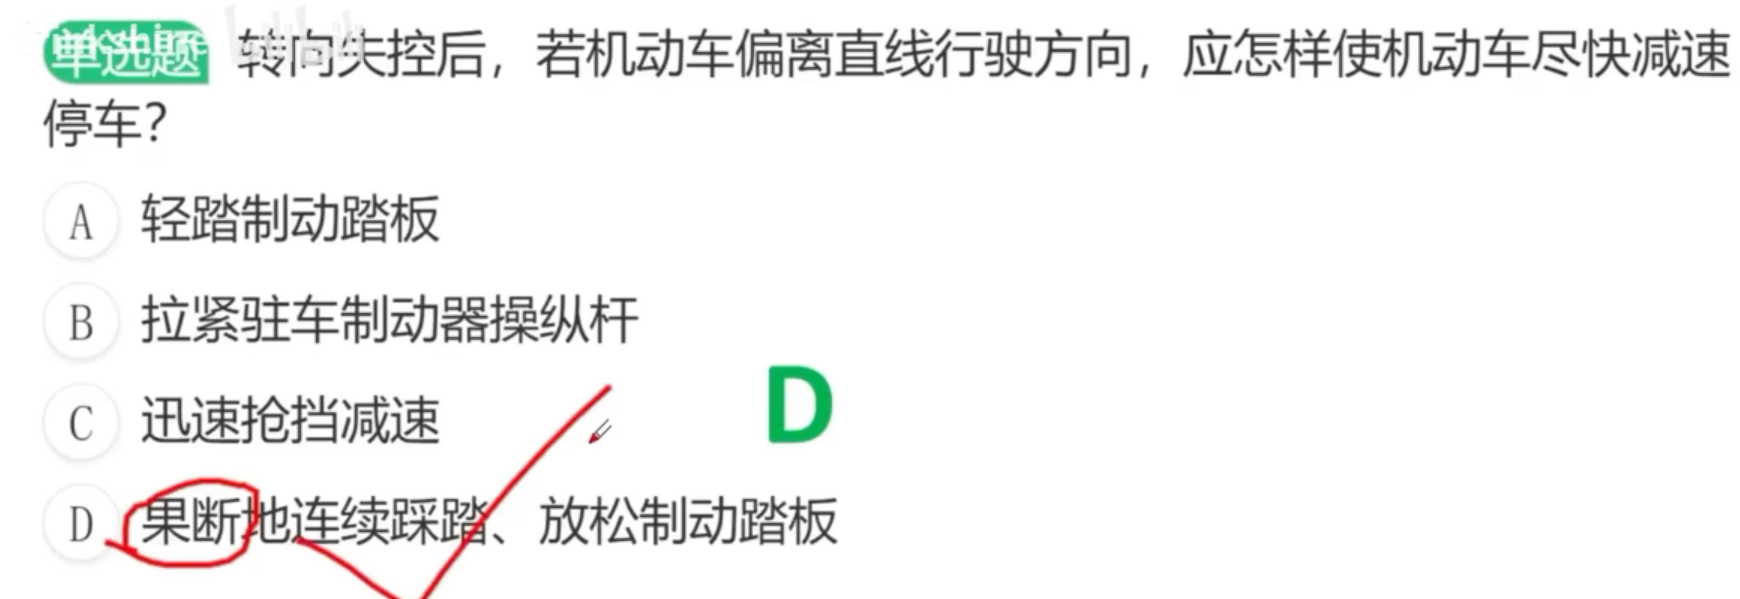 单选题 转向失控后，若机动车偏离直线行驶方向，应怎样使机动车尽快减速
停车？
A 轻踏制动踏板
B 拉紧驻车制动器操纵杆
D
C 迅速抢挡减速
D 果断地连续踩踏、放松制动踏板